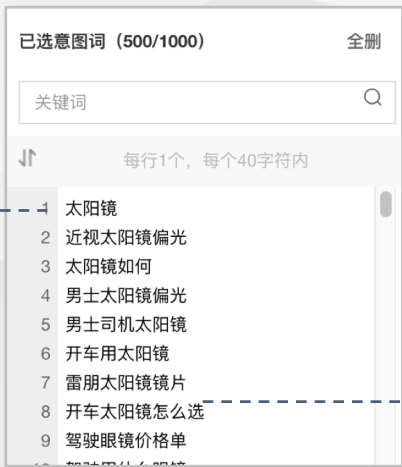 已选意图词（500/1000） 全删
关键词
每行1个，每个40字符内
1 太阳镜
2 近视太阳镜偏光
3 太阳镜如何
4 男士太阳镜偏光
5 男士司机太阳镜
6 开车用太阳镜
7 雷朋太阳镜镜片
8 开车太阳镜怎么选
9 驾驶眼镜价格单